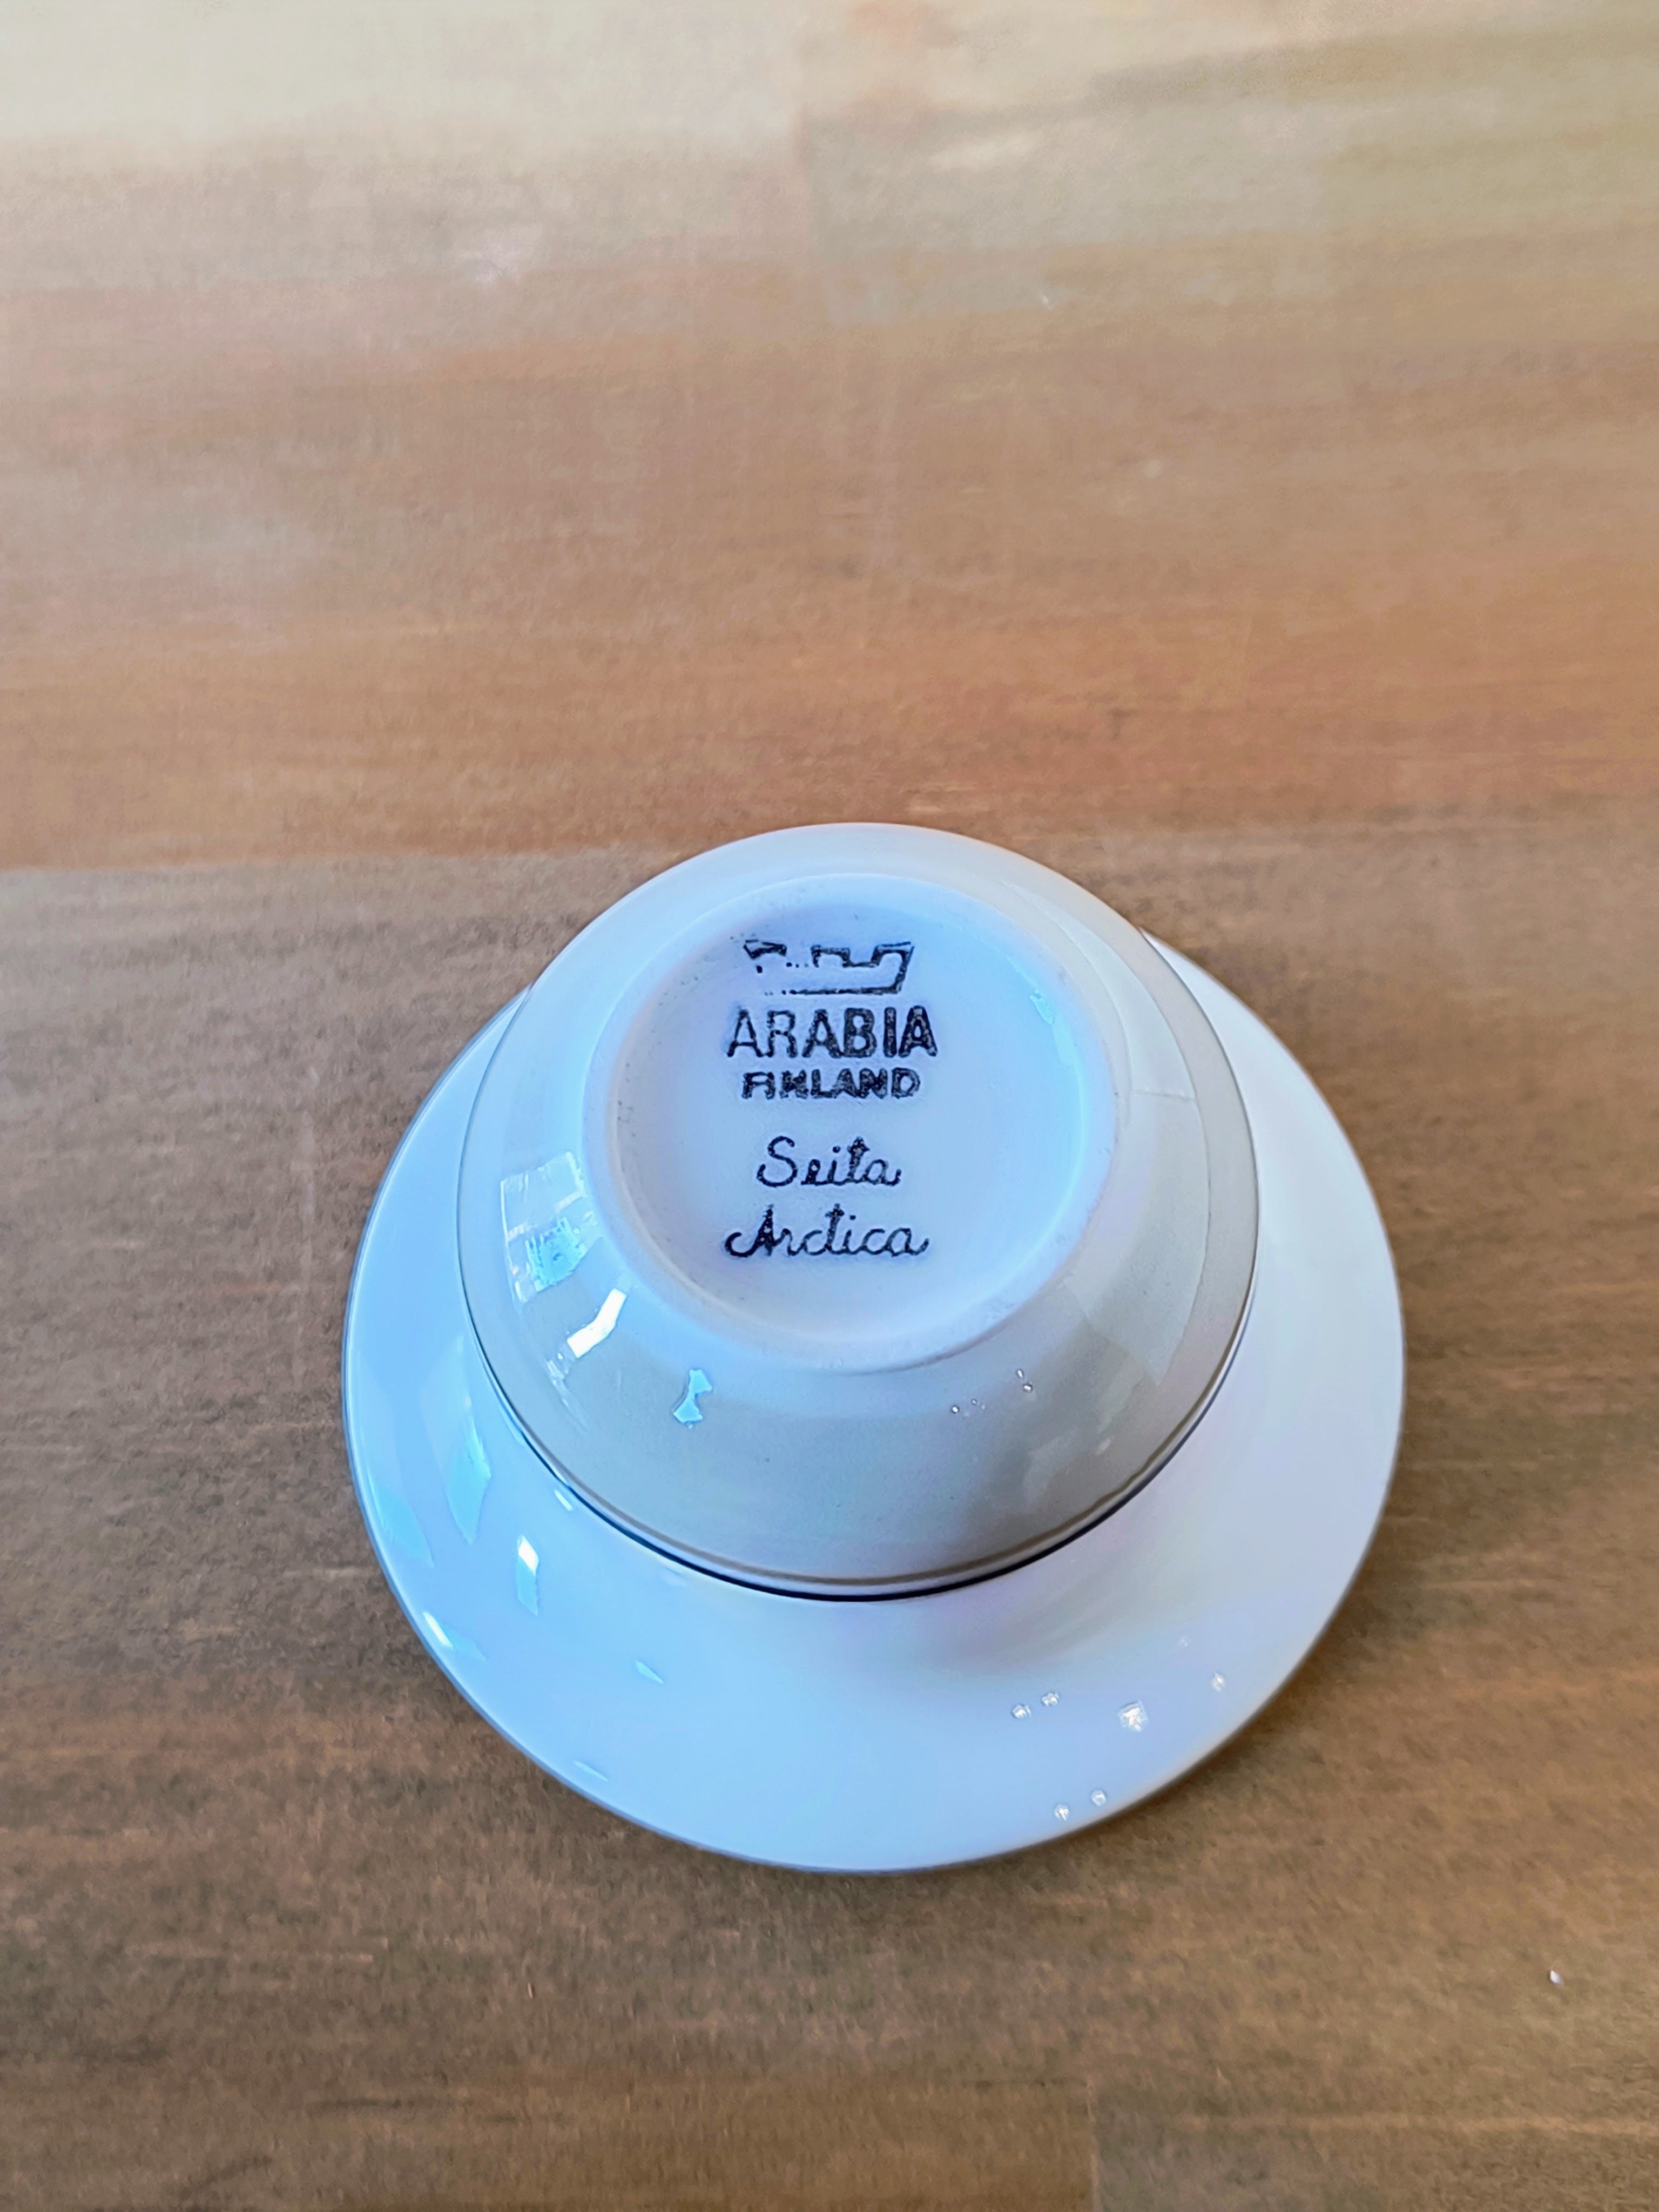 ARABIA
FINLAND
Seita
Arctica